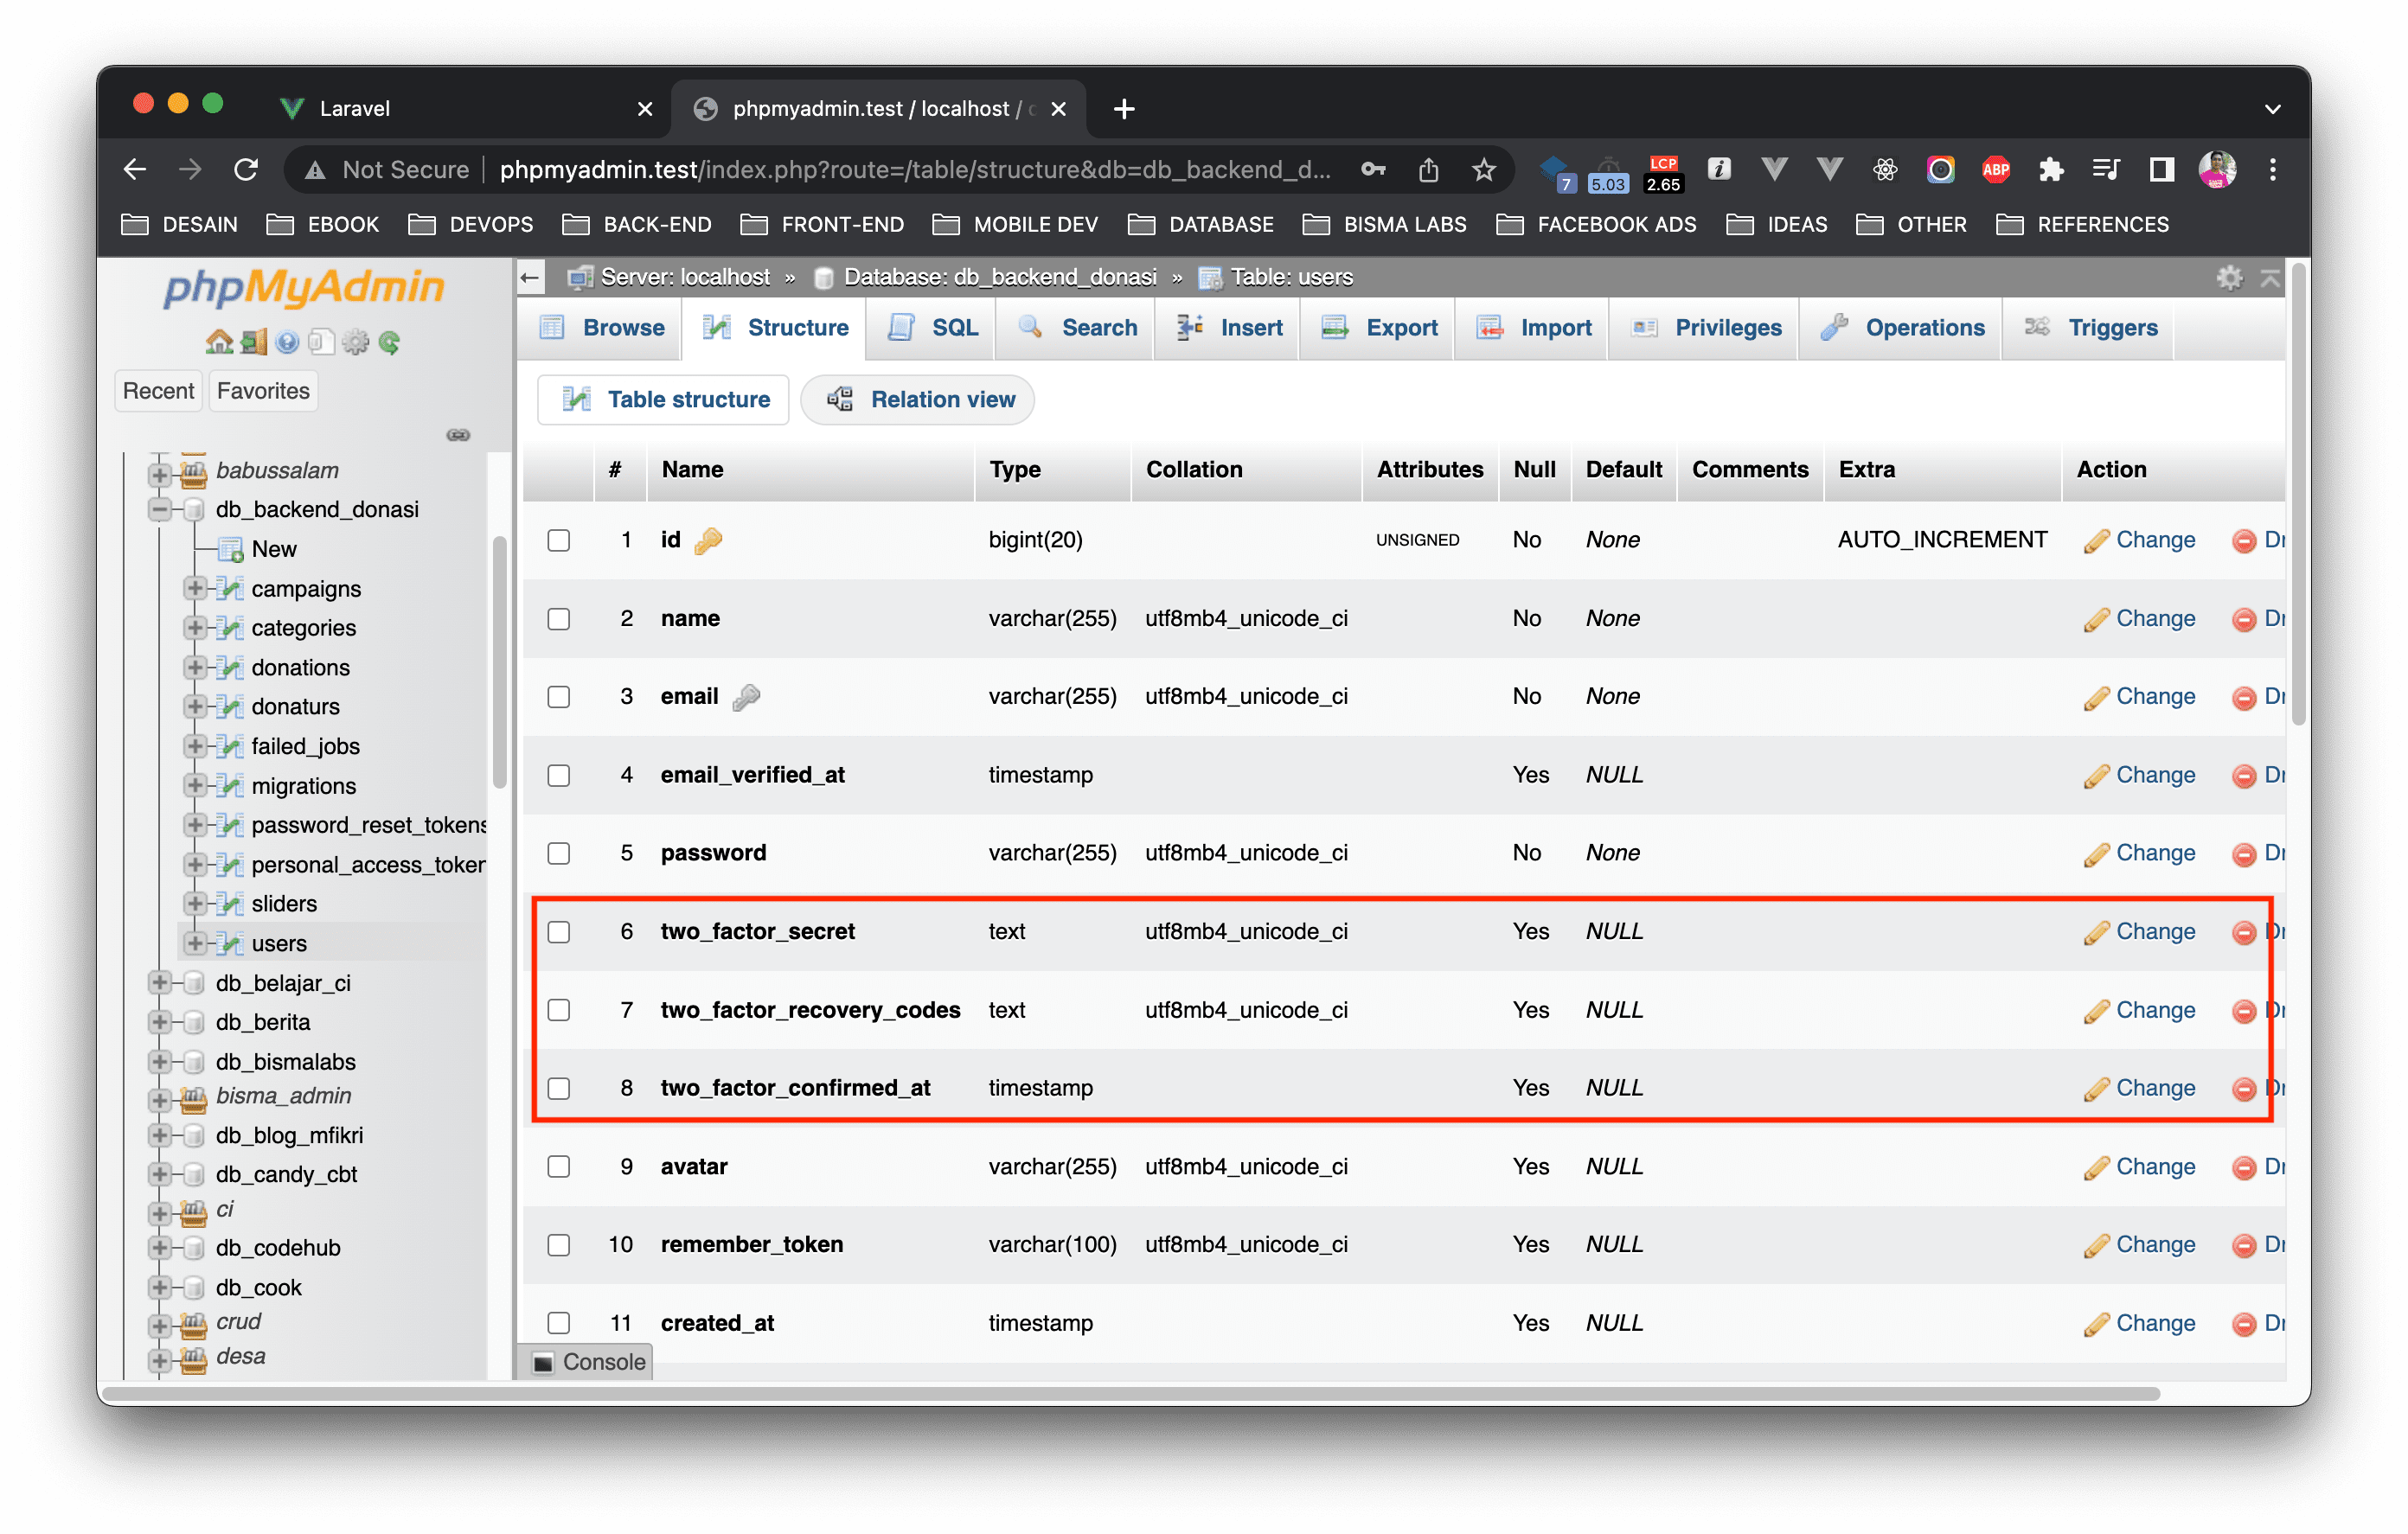 Laravel
phpmyadmin.test / localhost /
Not Secure phpmyadmin.test/index.php?route=/table/structure&db=db_backend_d...
7 5.03 LCP 2.65 i ABP
DESAIN EBOOK DEVOPS BACK-END FRONT-END MOBILE DEV DATABASE BISMA LABS FACEBOOK ADS IDEAS OTHER REFERENCES
phpMyAdmin
Recent Favorites
babussalam
db_backend_donasi
New
campaigns
categories
donations
donaturs
failed_jobs
migrations
password_reset_tokens
personal_access_token
sliders
users
db_belajar_ci
db_berita
db_bismalabs
bisma_admin
db_blog_mfikri
db_candy_cbt
ci
db_codehub
db_cook
crud
desa
Server: localhost » Database: db_backend_donasi » Table: users
Browse Structure SQL Search Insert Export Import Privileges Operations Triggers
Table structure Relation view
# Name Type Collation Attributes Null Default Comments Extra Action
1 id bigint(20) UNSIGNED No None AUTO_INCREMENT Change Dr
2 name varchar(255) utf8mb4_unicode_ci No None Change Dr
3 email varchar(255) utf8mb4_unicode_ci No None Change Dr
4 email_verified_at timestamp Yes NULL Change Dr
5 password varchar(255) utf8mb4_unicode_ci No None Change Dr
6 two_factor_secret text utf8mb4_unicode_ci Yes NULL Change Dr
7 two_factor_recovery_codes text utf8mb4_unicode_ci Yes NULL Change Dr
8 two_factor_confirmed_at timestamp Yes NULL Change Dr
9 avatar varchar(255) utf8mb4_unicode_ci Yes NULL Change Dr
10 remember_token varchar(100) utf8mb4_unicode_ci Yes NULL Change Dr
11 created_at timestamp Yes NULL Change Dr
Console